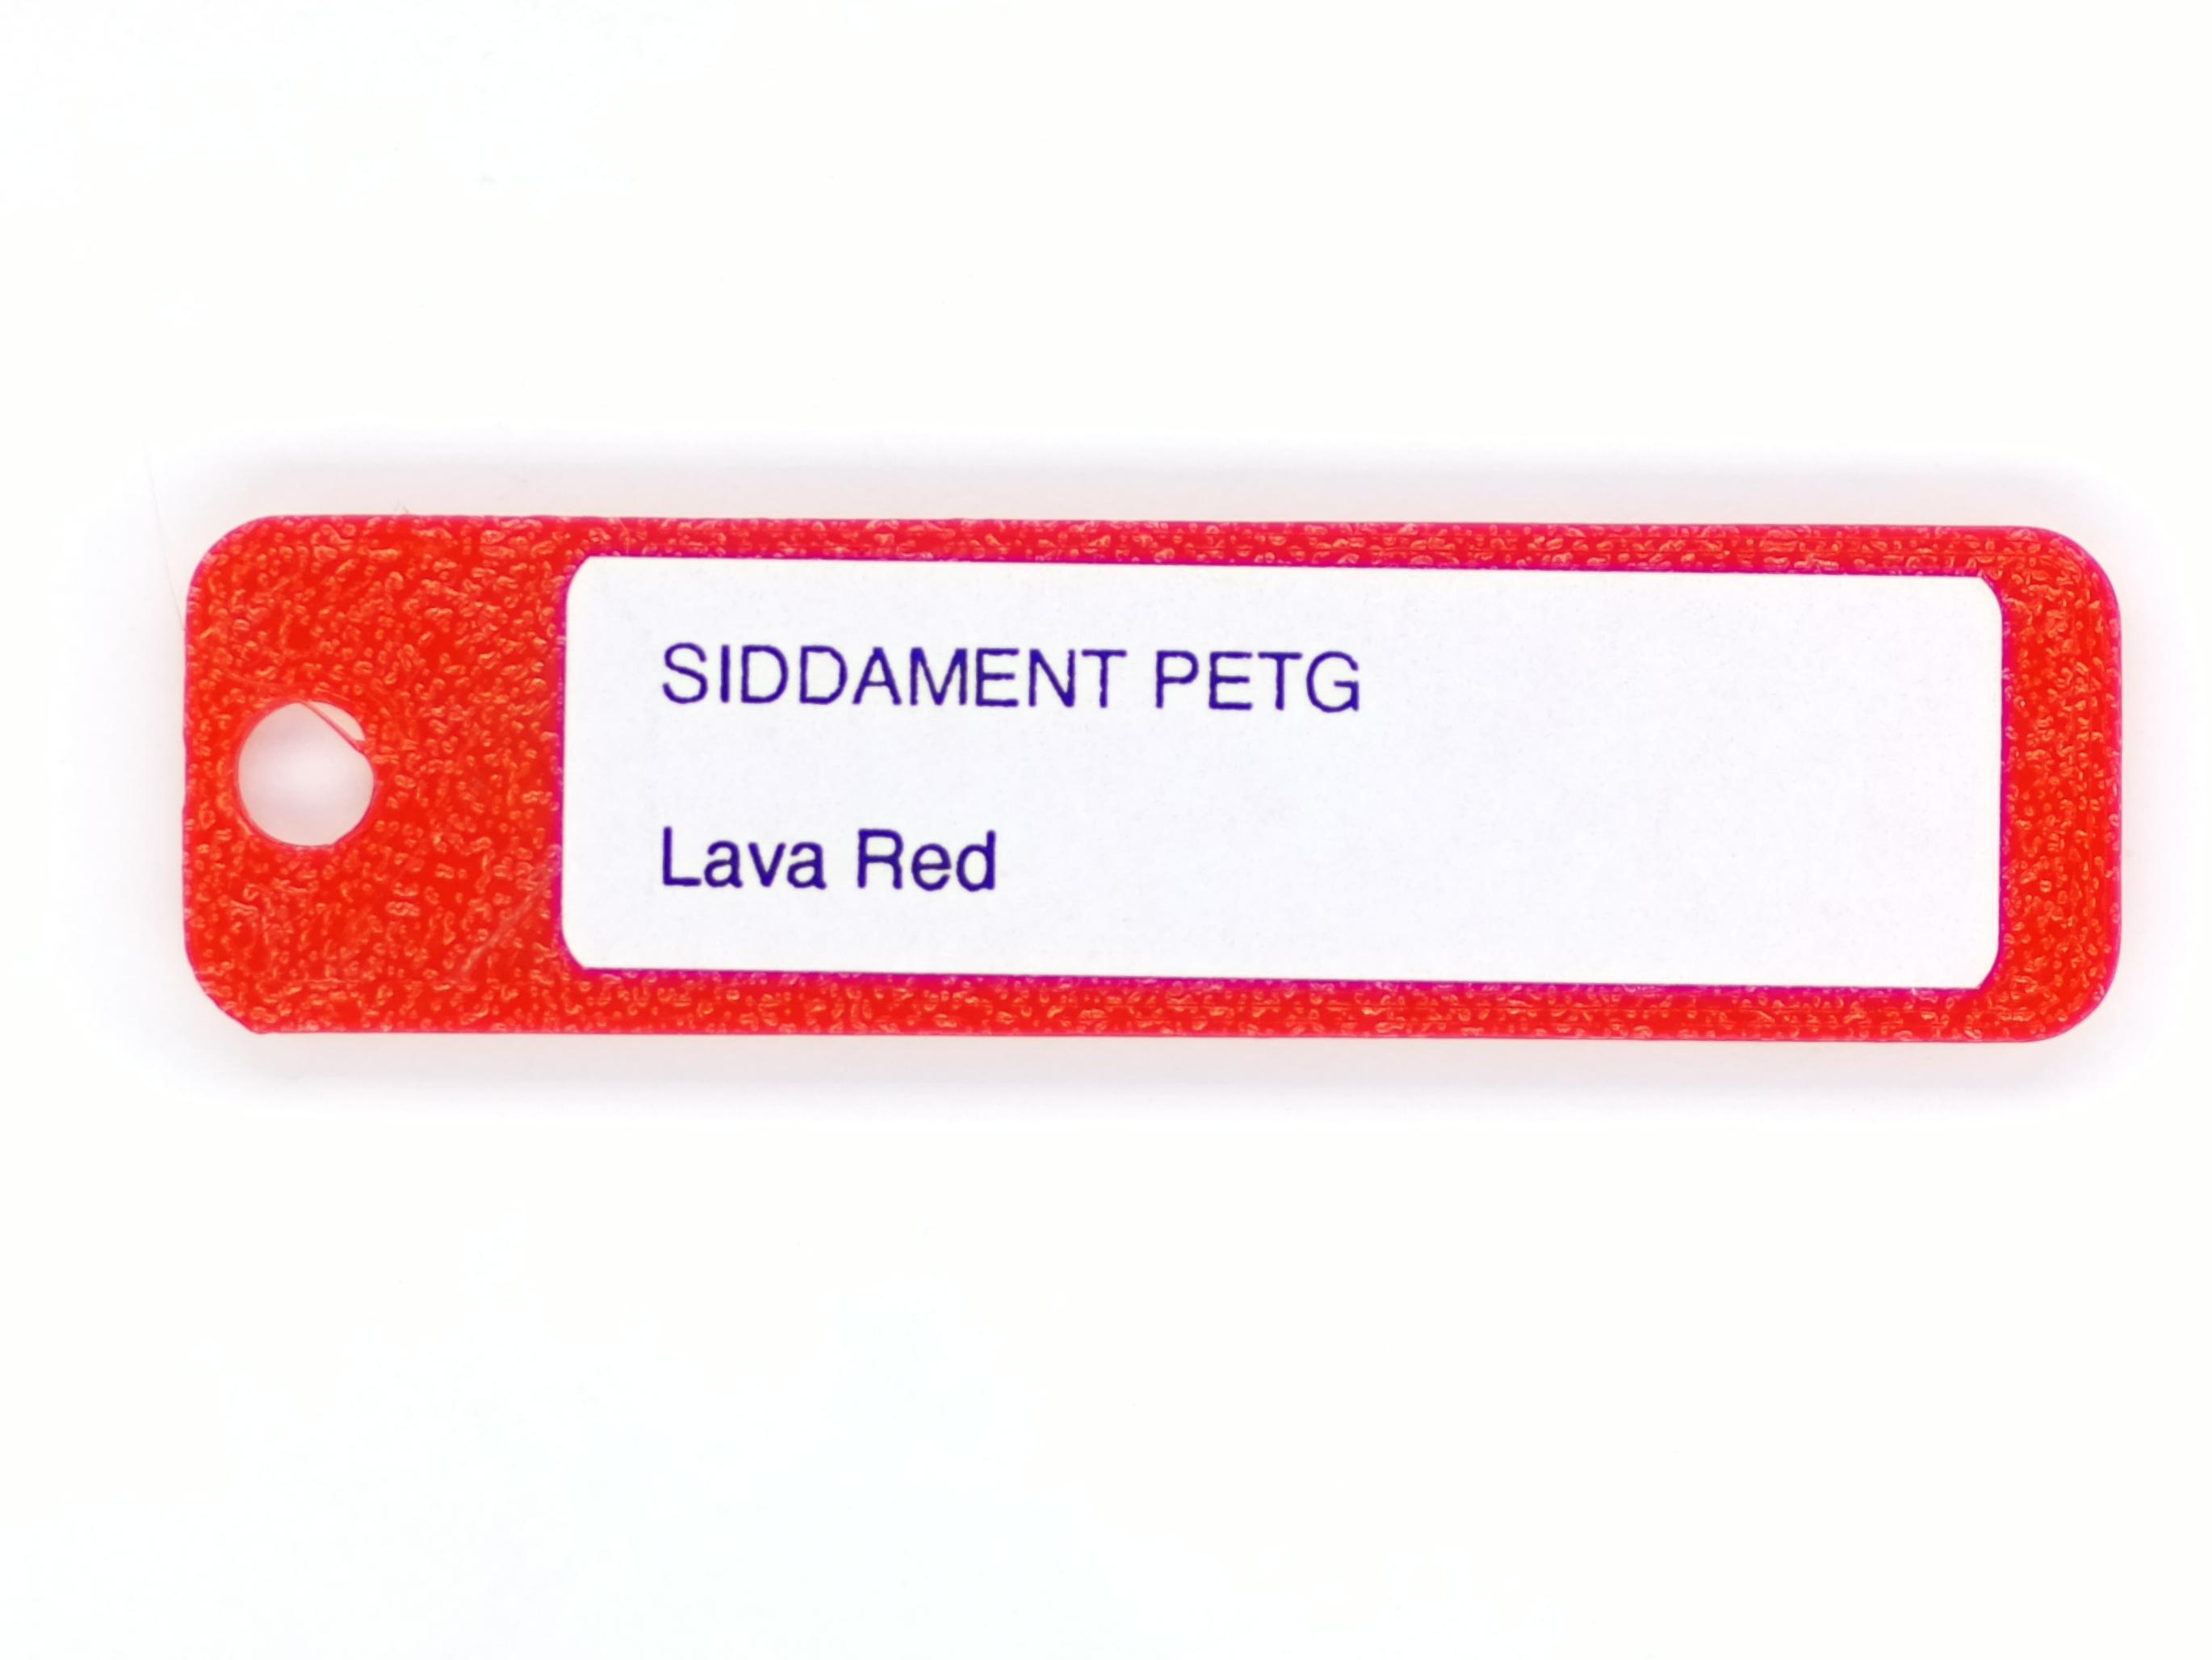 SIDDAMENT PETG
Lava Red